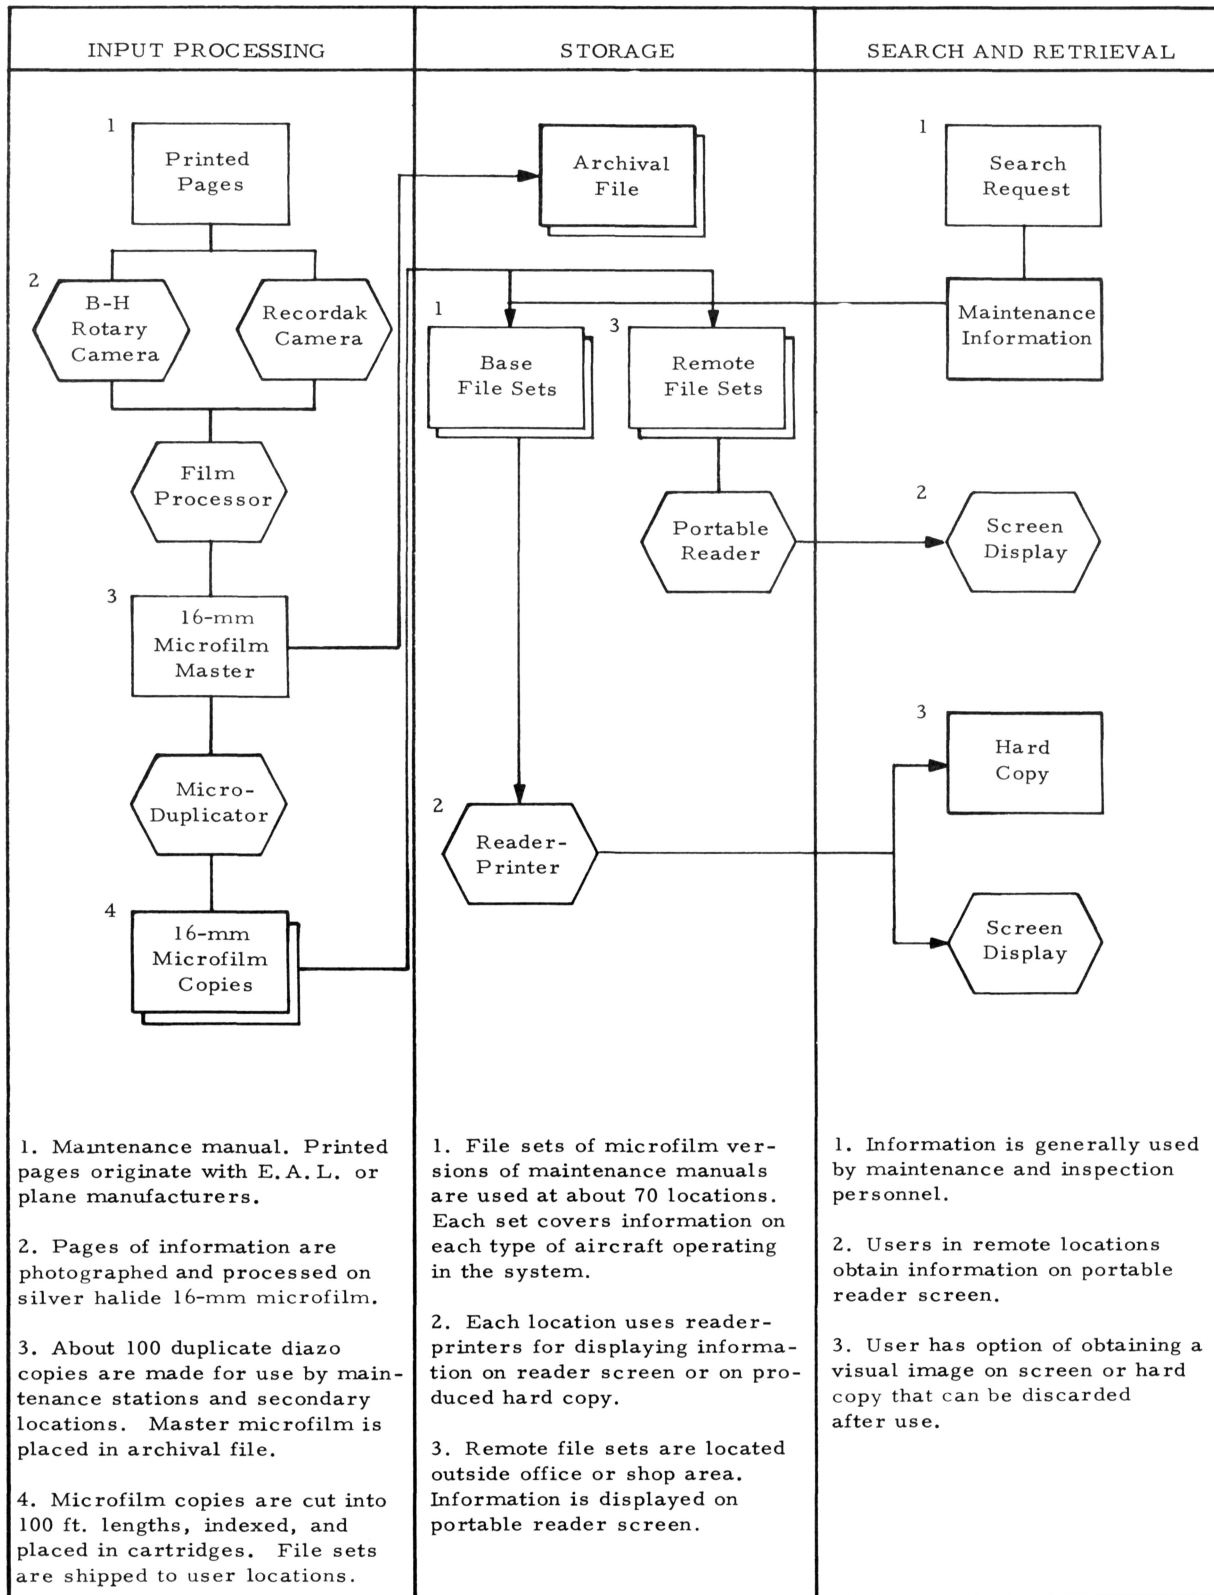 INPUT PROCESSING
STORAGE
SEARCH AND RETRIEVAL
1
Printed
Pages
2
B-H
Rotary
Camera
Recordak
Camera
Film
Processor
3
16-mm
Microfilm
Master
Micro-
Duplicator
4
16-mm
Microfilm
Copies
Archival
File
1
Base
File Sets
3
Remote
File Sets
Portable
Reader
2
Reader-
Printer
1
Search
Request
Maintenance
Information
2
Screen
Display
3
Hard
Copy
Screen
Display
1. Maintenance manual. Printed
pages originate with E.A.L. or
plane manufacturers.
2. Pages of information are
photographed and processed on
silver halide 16-mm microfilm.
3. About 100 duplicate diazo
copies are made for use by main-
tenance stations and secondary
locations. Master microfilm is
placed in archival file.
4. Microfilm copies are cut into
100 ft. lengths, indexed, and
placed in cartridges. File sets
are shipped to user locations.
1. File sets of microfilm ver-
sions of maintenance manuals
are used at about 70 locations.
Each set covers information on
each type of aircraft operating
in the system.
2. Each location uses reader-
printers for displaying informa-
tion on reader screen or on pro-
duced hard copy.
3. Remote file sets are located
outside office or shop area.
Information is displayed on
portable reader screen.
1. Information is generally used
by maintenance and inspection
personnel.
2. Users in remote locations
obtain information on portable
reader screen.
3. User has option of obtaining a
visual image on screen or hard
copy that can be discarded
after use.